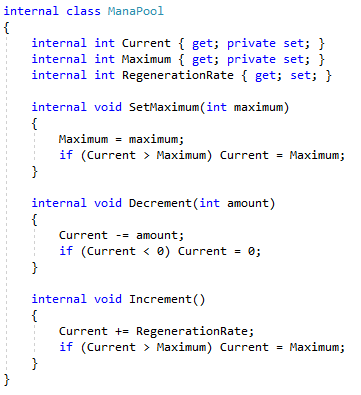 internal class ManaPool
{
    internal int Current { get; private set; }
    internal int Maximum { get; private set; }
    internal int RegenerationRate { get; set; }

    internal void SetMaximum(int maximum)
    {
        Maximum = maximum;
        if (Current > Maximum) Current = Maximum;
    }

    internal void Decrement(int amount)
    {
        Current -= amount;
        if (Current < 0) Current = 0;
    }

    internal void Increment()
    {
        Current += RegenerationRate;
        if (Current > Maximum) Current = Maximum;
    }
}